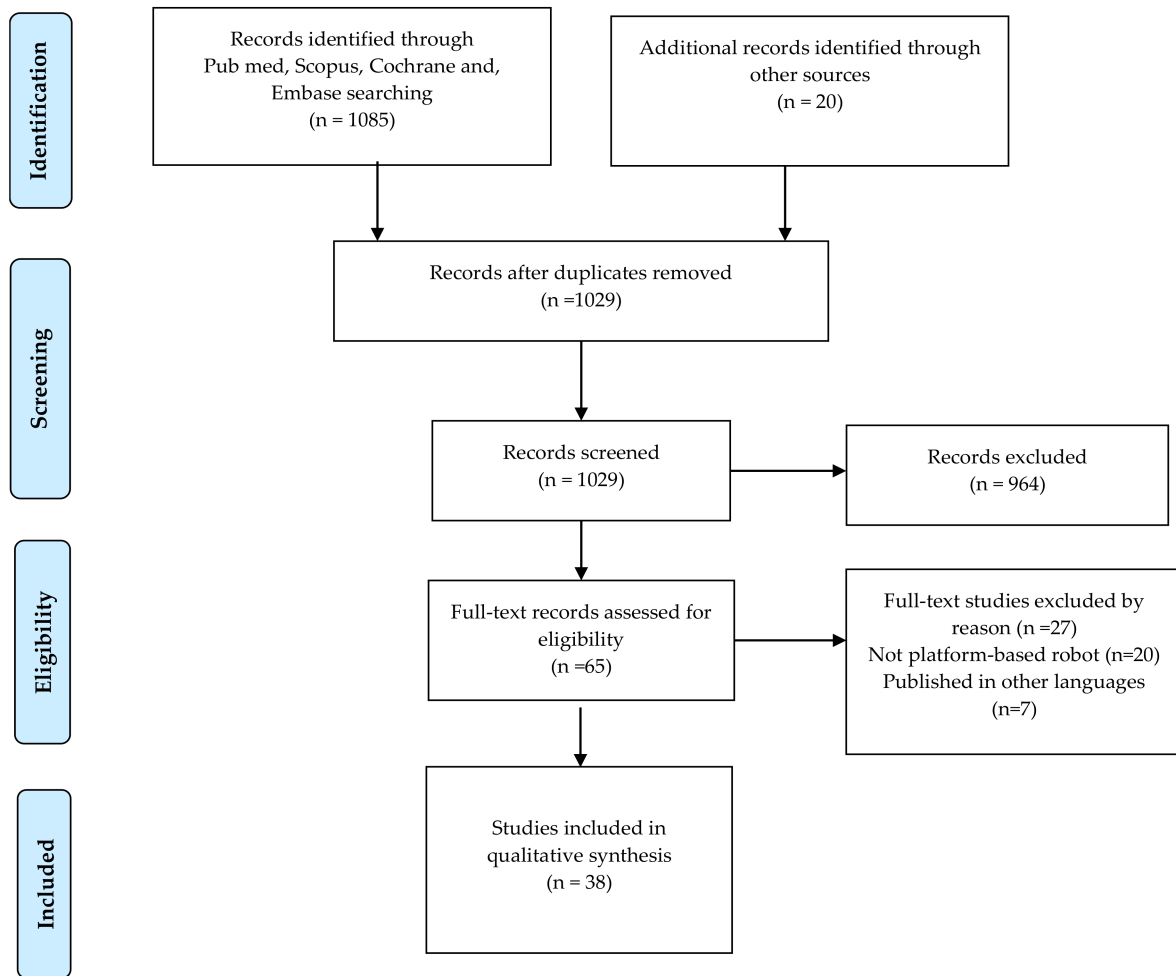 Identification
Records identified through
Pub med, Scopus, Cochrane and,
Embase searching
(n = 1085)
Additional records identified through
other sources
(n = 20)
Screening
Records after duplicates removed
(n =1029)
Records screened
(n = 1029)
Records excluded
(n = 964)
Eligibility
Full-text records assessed for
eligibility
(n =65)
Full-text studies excluded by
reason (n =27)
Not platform-based robot (n=20)
Published in other languages
(n=7)
Included
Studies included in
qualitative synthesis
(n = 38)